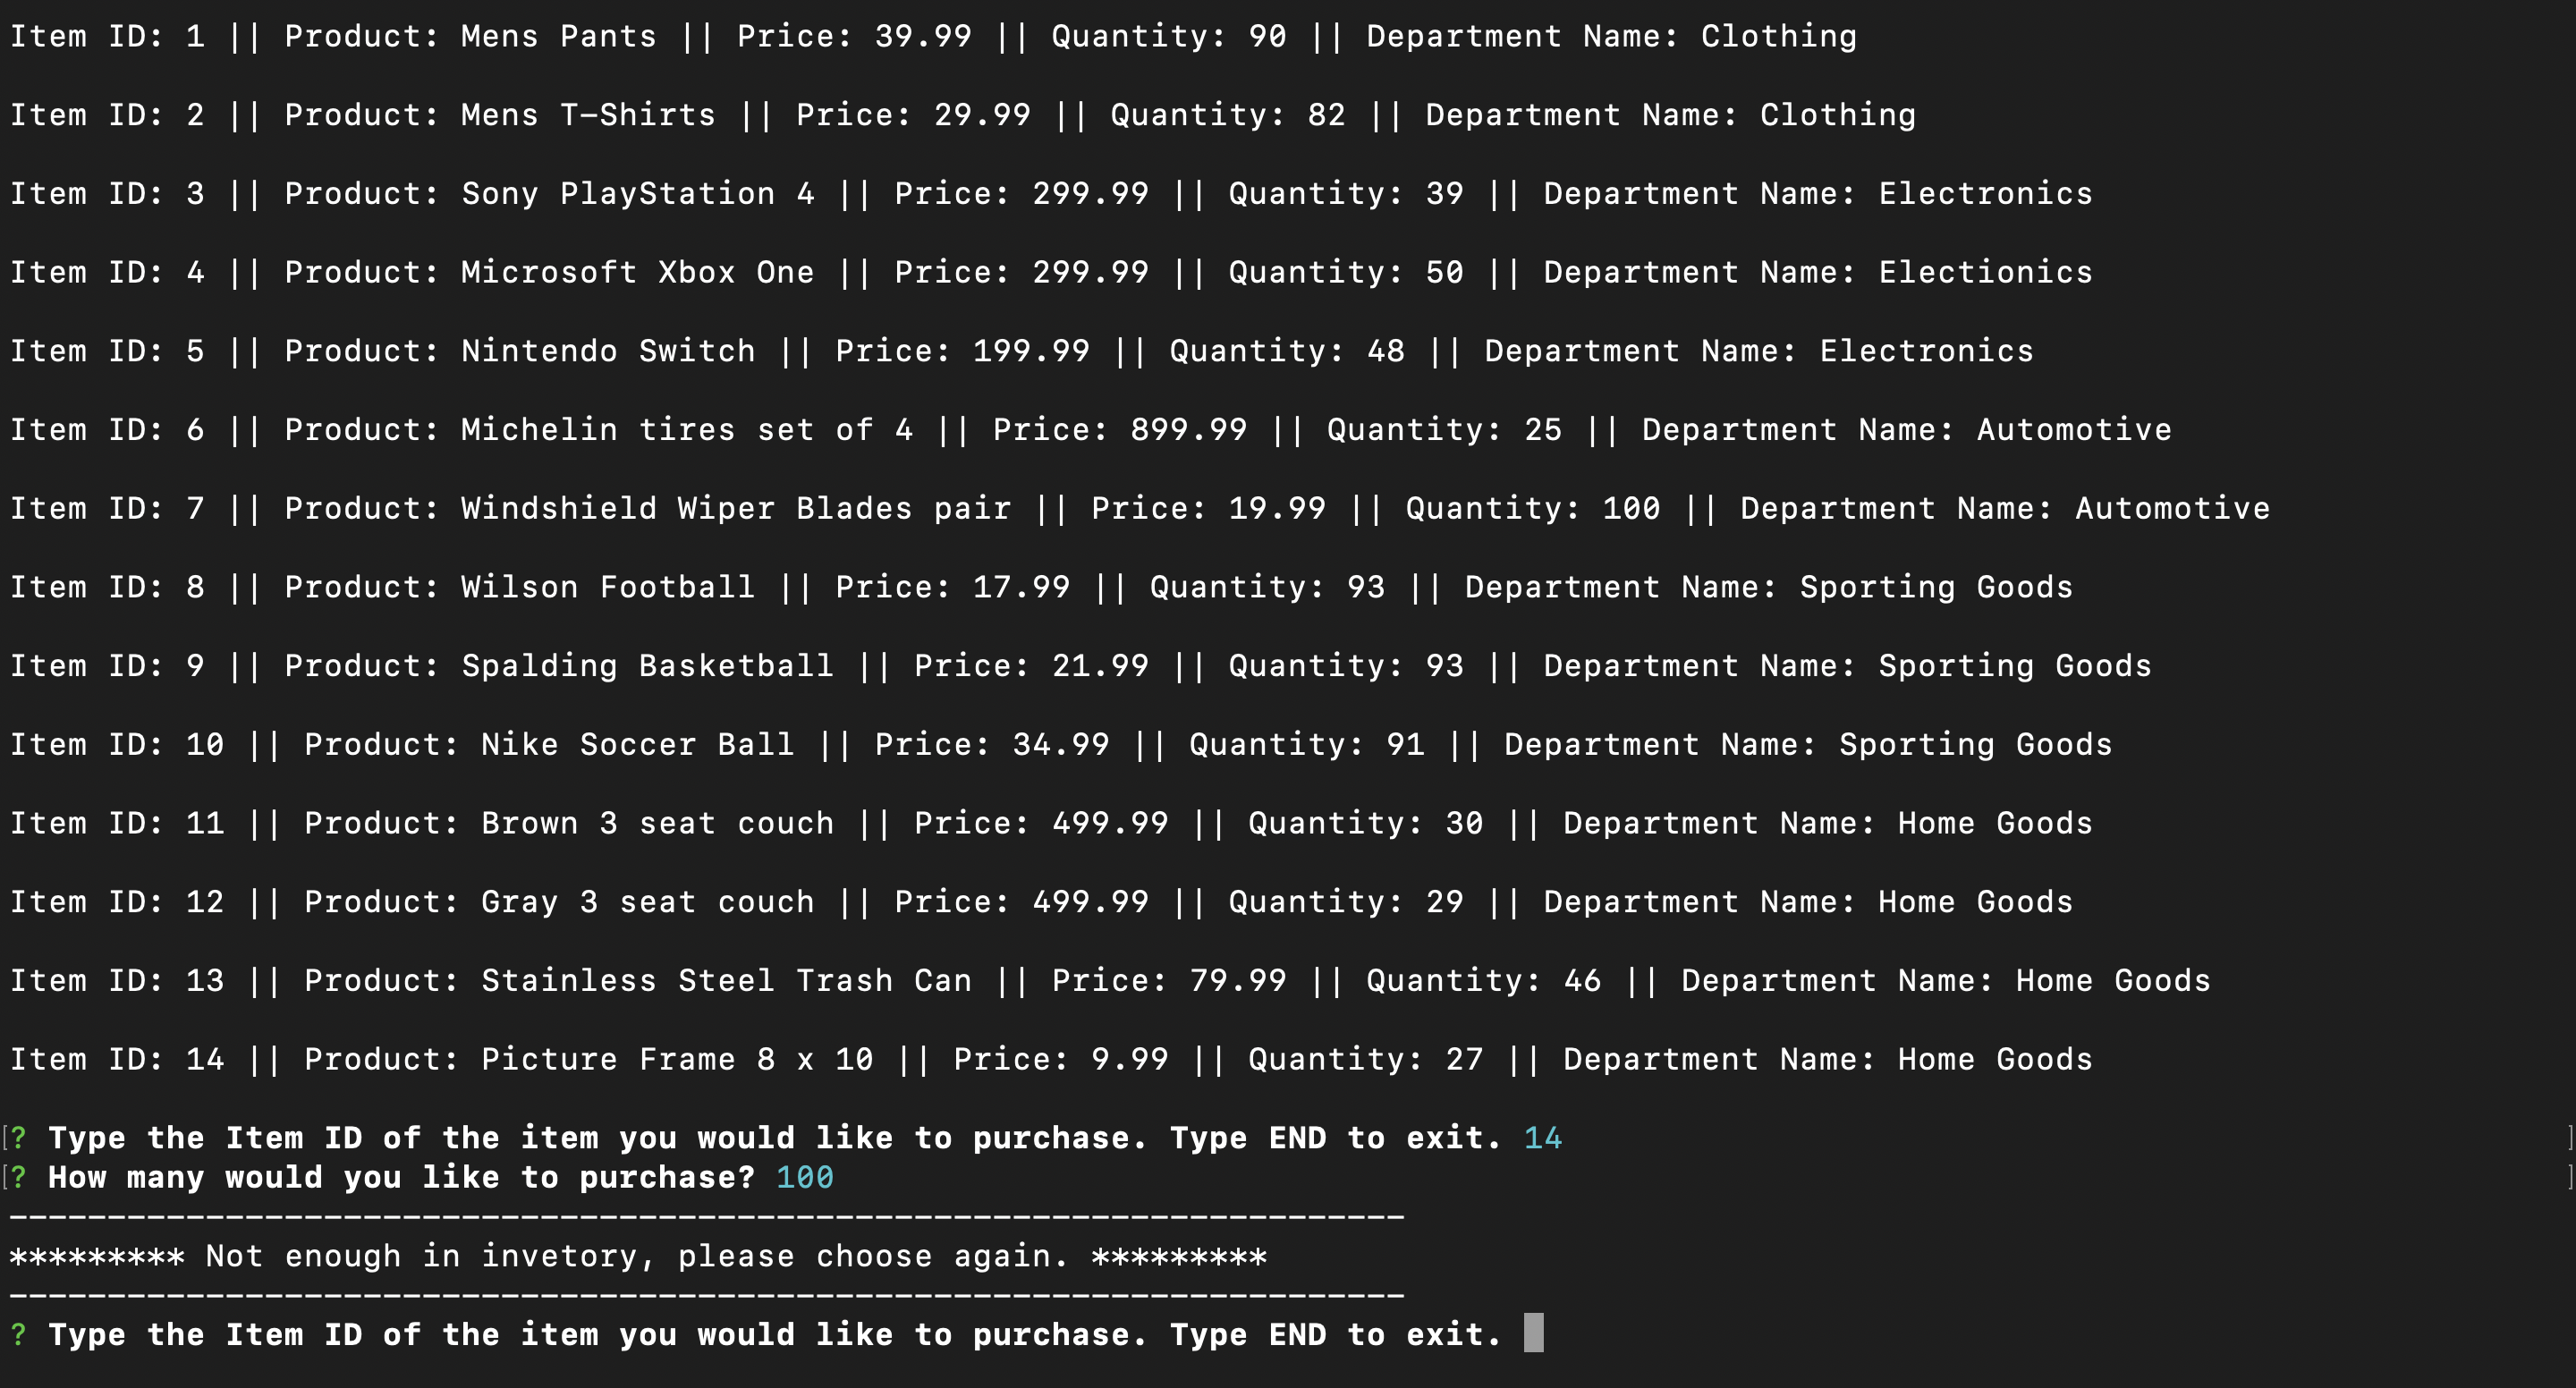 Item ID: 1 || Product: Mens Pants || Price: 39.99 || Quantity: 90 || Department Name: Clothing
Item ID: 2 || Product: Mens T-Shirts || Price: 29.99 || Quantity: 82 || Department Name: Clothing
Item ID: 3 || Product: Sony PlayStation 4 || Price: 299.99 || Quantity: 39 || Department Name: Electronics
Item ID: 4 || Product: Microsoft Xbox One || Price: 299.99 || Quantity: 50 || Department Name: Electionics
Item ID: 5 || Product: Nintendo Switch || Price: 199.99 || Quantity: 48 || Department Name: Electronics
Item ID: 6 || Product: Michelin tires set of 4 || Price: 899.99 || Quantity: 25 || Department Name: Automotive
Item ID: 7 || Product: Windshield Wiper Blades pair || Price: 19.99 || Quantity: 100 || Department Name: Automotive
Item ID: 8 || Product: Wilson Football || Price: 17.99 || Quantity: 93 || Department Name: Sporting Goods
Item ID: 9 || Product: Spalding Basketball || Price: 21.99 || Quantity: 93 || Department Name: Sporting Goods
Item ID: 10 || Product: Nike Soccer Ball || Price: 34.99 || Quantity: 91 || Department Name: Sporting Goods
Item ID: 11 || Product: Brown 3 seat couch || Price: 499.99 || Quantity: 30 || Department Name: Home Goods
Item ID: 12 || Product: Gray 3 seat couch || Price: 499.99 || Quantity: 29 || Department Name: Home Goods
Item ID: 13 || Product: Stainless Steel Trash Can || Price: 79.99 || Quantity: 46 || Department Name: Home Goods
Item ID: 14 || Product: Picture Frame 8 x 10 || Price: 9.99 || Quantity: 27 || Department Name: Home Goods
[? Type the Item ID of the item you would like to purchase. Type END to exit. 14 ]
[? How many would you like to purchase? 100 ]
-----------------------------------------------------------------------
********* Not enough in invetory, please choose again. *********
-----------------------------------------------------------------------
? Type the Item ID of the item you would like to purchase. Type END to exit.